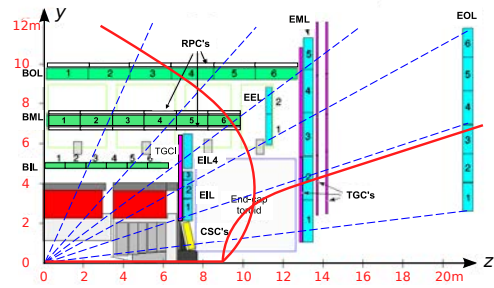 y
12m
EML
EOL
RPC's
10
BOL
1 2 3 4 5 6
5
6
EEL
2
1
5
8
BML
1 2 3 4 5 6
4
4
6
TGCI
BIL
1 2 3 4 5 6
EIL4
3
3
4
EIL
2
1
End-cap
toroid
2
TGC's
2
2
CSC's
1
1
0
z
0 2 4 6 8 10 12 14 16 18 20m